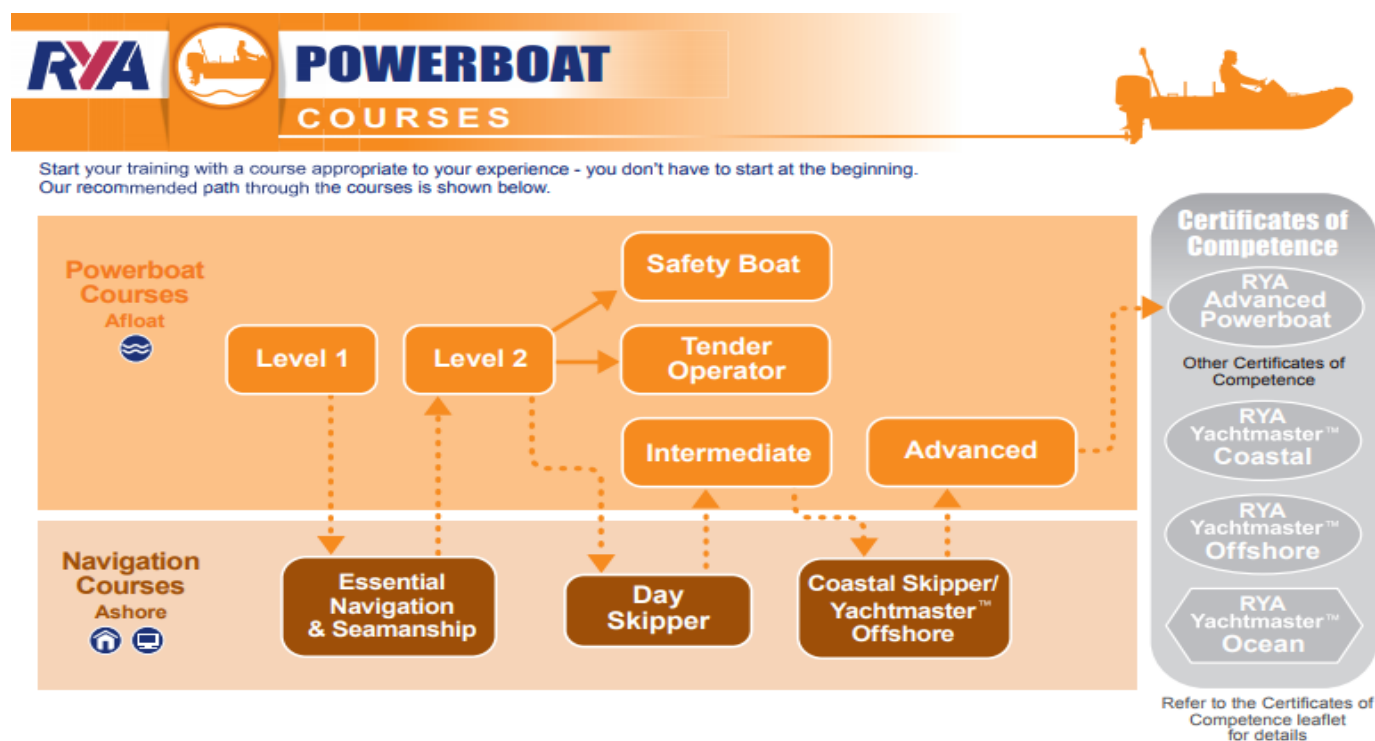 RYA
POWERBOAT
COURSES
Start your training with a course appropriate to your experience - you don't have to start at the beginning.
Our recommended path through the courses is shown below.
Powerboat
Courses
Afloat
Level 1
Level 2
Safety Boat
Tender
Operator
Intermediate
Advanced
Navigation
Courses
Ashore
Essential
Navigation
& Seamanship
Day
Skipper
Coastal Skipper/
Yachtmaster™
Offshore
Certificates of
Competence
RYA
Advanced
Powerboat
Other Certificates of
Competence
RYA
Yachtmaster™
Coastal
RYA
Yachtmaster™
Offshore
RYA
Yachtmaster™
Ocean
Refer to the Certificates of
Competence leaflet
for details